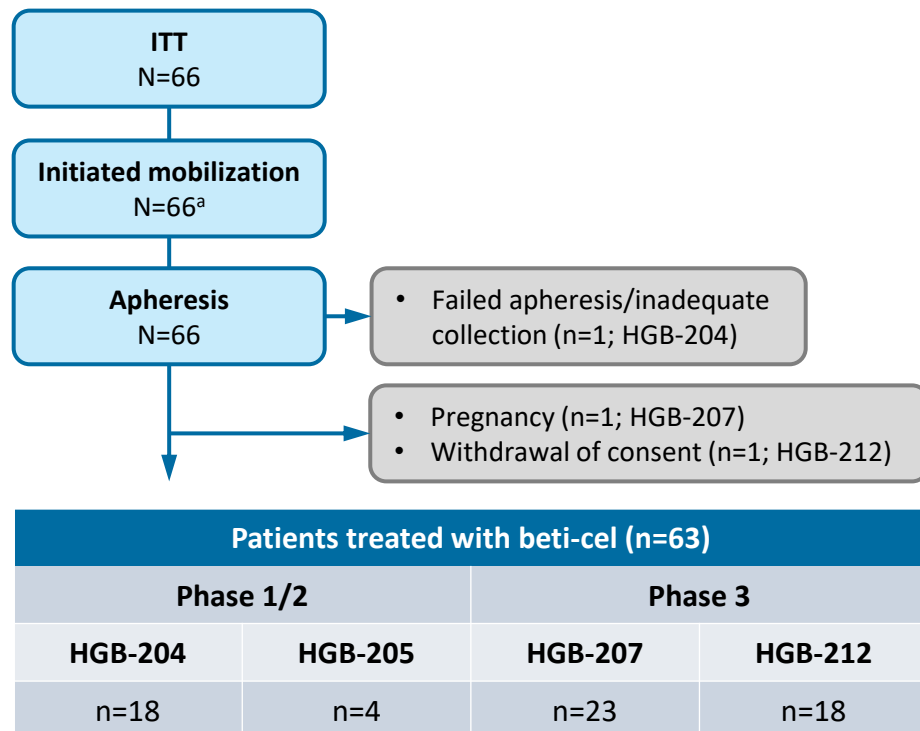 ITT
N=66
Initiated mobilization
N=66ᵃ
Apheresis
N=66
• Failed apheresis/inadequate
collection (n=1; HGB-204)
• Pregnancy (n=1; HGB-207)
• Withdrawal of consent (n=1; HGB-212)
Patients treated with beti-cel (n=63)
Phase 1/2 Phase 3
HGB-204 HGB-205 HGB-207 HGB-212
n=18 n=4 n=23 n=18